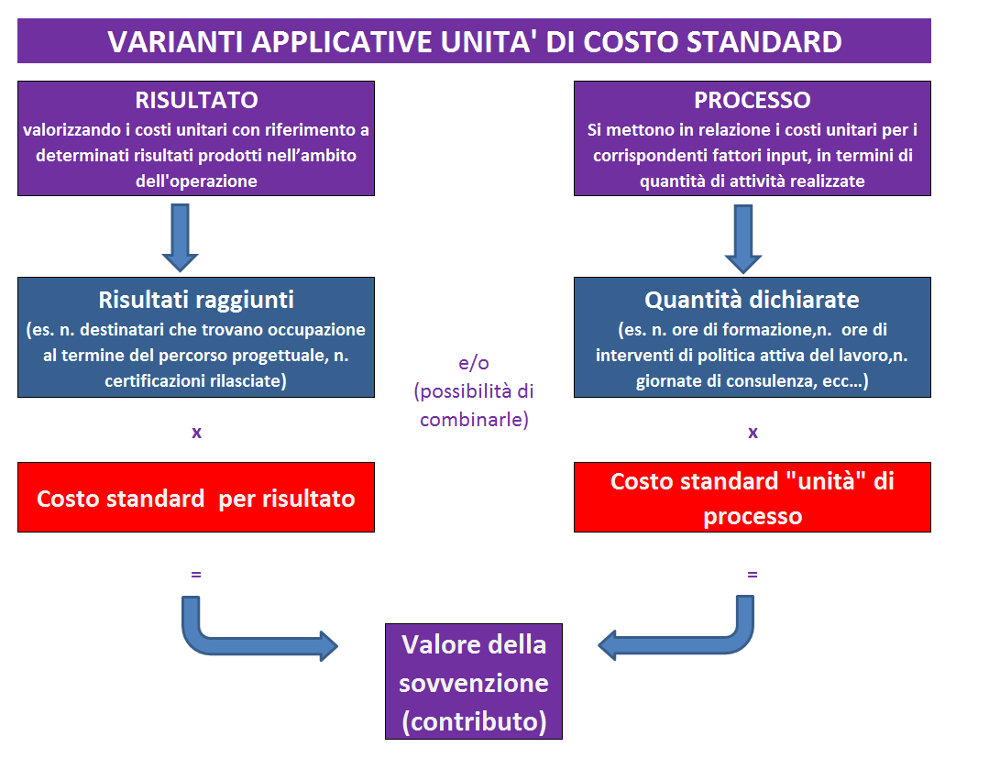 VARIANTI APPLICATIVE UNITA' DI COSTO STANDARD
RISULTATO
valorizzando i costi unitari con riferimento a
determinati risultati prodotti nell’ambito
dell'operazione
PROCESSO
Si mettono in relazione i costi unitari per i
corrispondenti fattori input, in termini di
quantità di attività realizzate
Risultati raggiunti
(es. n. destinatari che trovano occupazione
al termine del percorso progettuale, n.
certificazioni rilasciate)
Quantità dichiarate
(es. n. ore di formazione,n.  ore di
interventi di politica attiva del lavoro,n.
giornate di consulenza, ecc…)
e/o
(possibilità di
combinarle)
x
x
Costo standard  per risultato
Costo standard "unità" di
processo
=
=
Valore della
sovvenzione
(contributo)